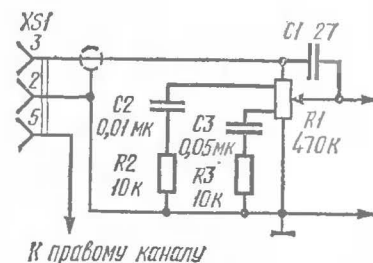 XS1
3
2
5
C1 27
C2
0,01 мк
C3
0,05мк
R1
470К
R2
10к
R3
10к
К правому каналу